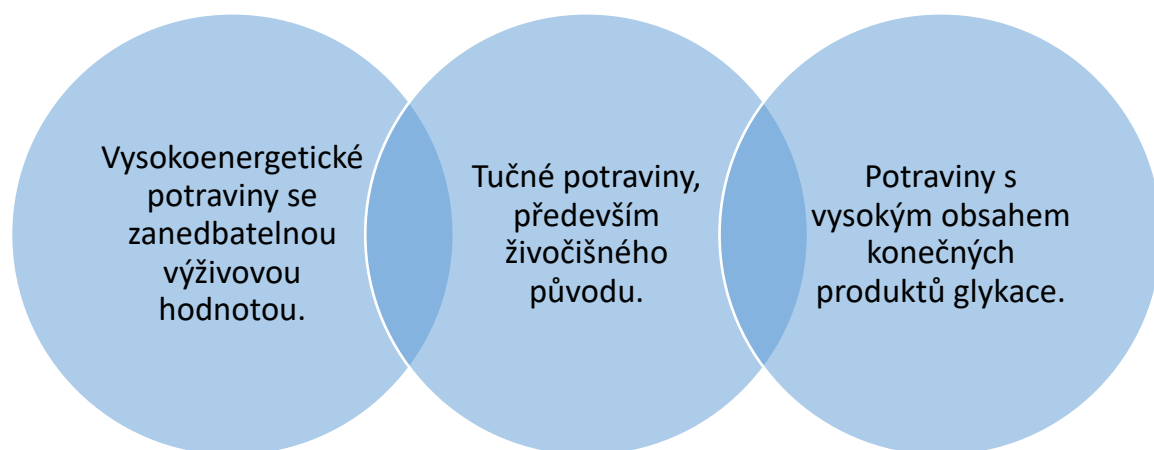 Vysokoenergetické
potraviny se
zanedbatelnou
výživovou
hodnotou.
Tučné potraviny,
především
živočišného
původu.
Potraviny s
vysokým obsahem
konečných
produktů glykace.